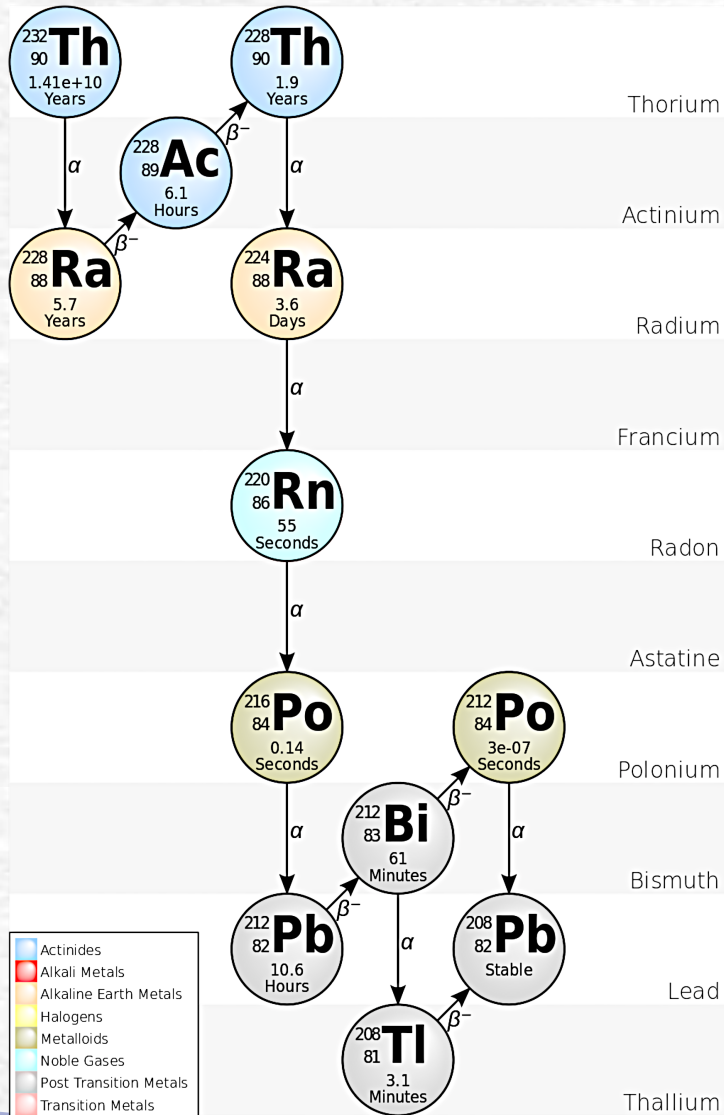 232
90
Th
1.41e+10
Years
228
90
Th
1.9
Years
Thorium
α
β⁻
α
228
89
Ac
6.1
Hours
Actinium
β⁻
228
88
Ra
5.7
Years
224
88
Ra
3.6
Days
Radium
α
Francium
220
86
Rn
55
Seconds
Radon
α
Astatine
216
84
Po
0.14
Seconds
212
84
Po
3e-07
Seconds
Polonium
α
β⁻
α
212
83
Bi
61
Minutes
Bismuth
β⁻
212
82
Pb
10.6
Hours
α
208
82
Pb
Stable
Lead
β⁻
208
81
Tl
3.1
Minutes
Thallium
Actinides
Alkali Metals
Alkaline Earth Metals
Halogens
Metalloids
Noble Gases
Post Transition Metals
Transition Metals